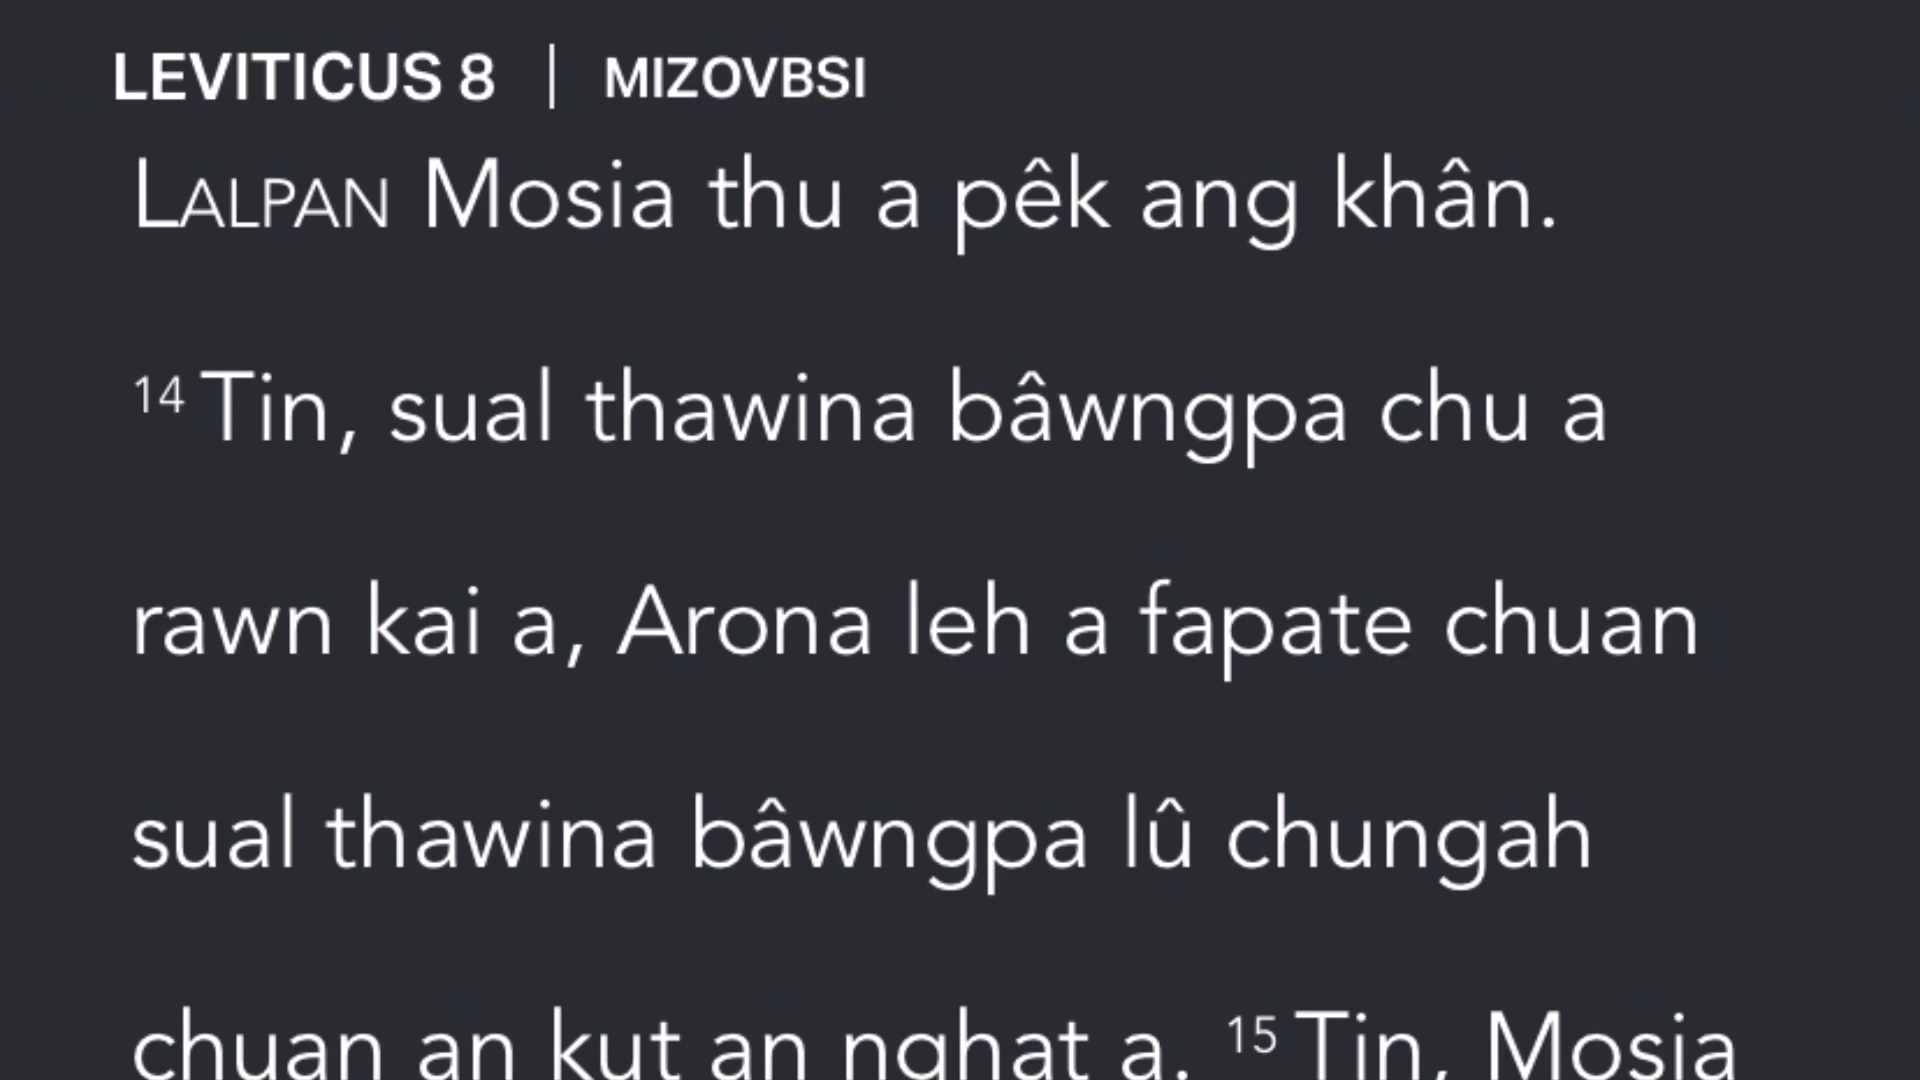 LEVITICUS 8 | MIZOVBSI
LALPAN Mosia thu a pêk ang khân.
14 Tin, sual thawina bâwngpa chu a
rawn kai a, Arona leh a fapate chuan
sual thawina bâwngpa lû chungah
chuan an kut an nghat a. 15 Tin, Mosia